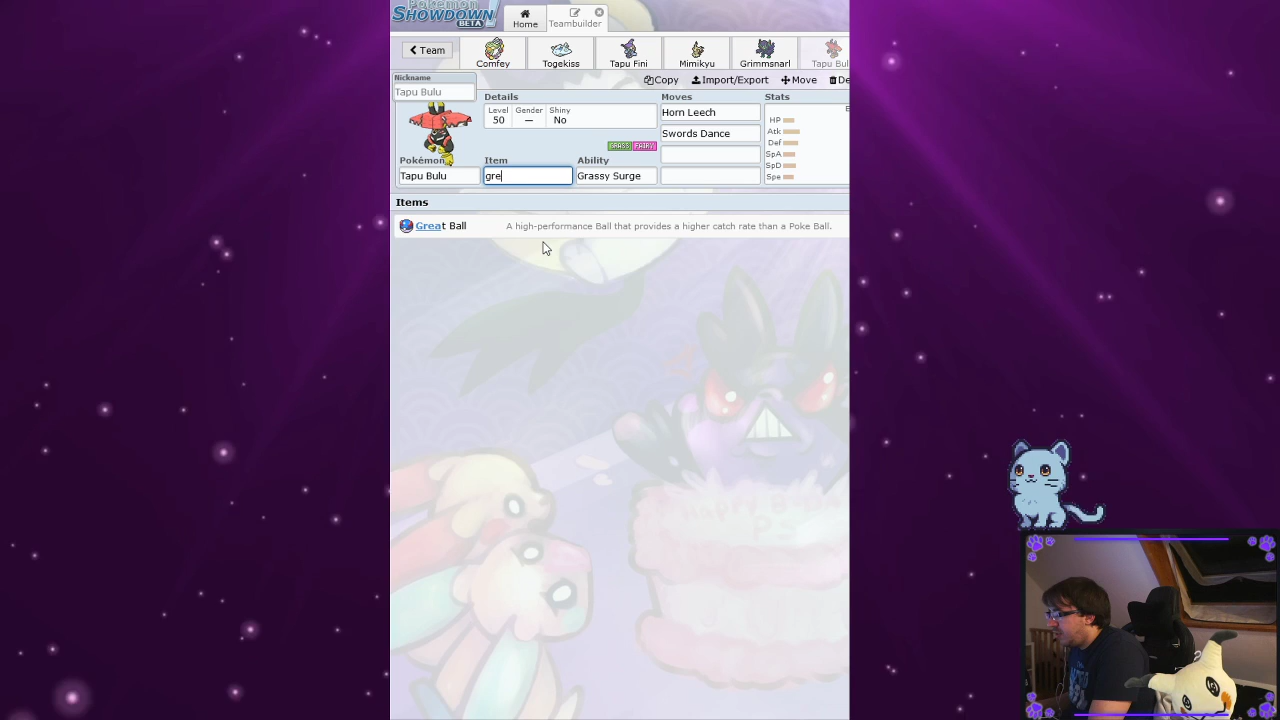 Pokémon
SHOWDOWN
BETA
Home
Teambuilder
Team
Comfey
Togekiss
Tapu Fini
Mimikyu
Grimmsnarl
Tapu Bul
Copy
Import/Export
Move
De
Nickname
Tapu Bulu
Details
Level
50
Gender
—
Shiny
No
GRASS FAIRY
Pokémon
Tapu Bulu
Item
gre
Ability
Grassy Surge
Moves
Horn Leech
Swords Dance
Stats
E
HP
Atk
Def
SpA
SpD
Spe
Items
Great Ball A high-performance Ball that provides a higher catch rate than a Poke Ball.